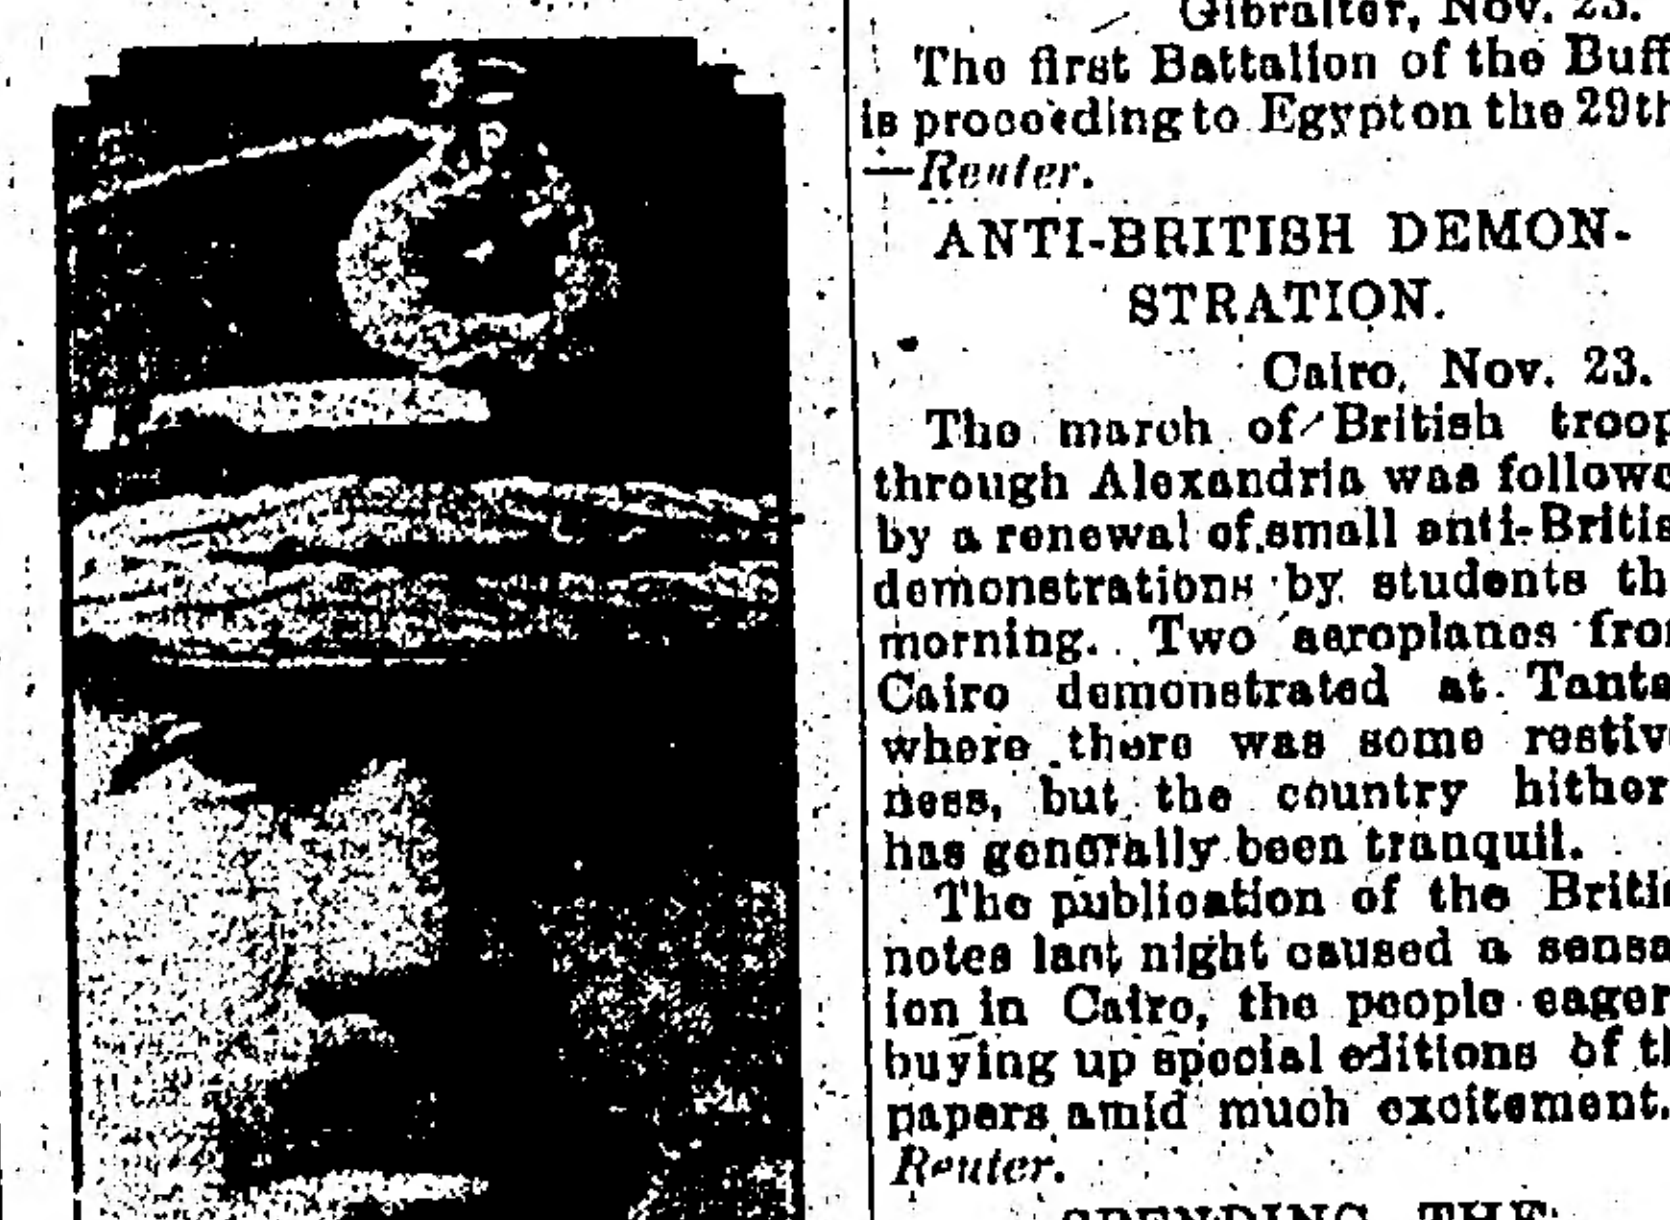 Gibraltar, Nov. 23.
The first Battalion of the Buff
is proceeding to Egypt on the 29th
—Reuter.
ANTI-BRITISH DEMON-
STRATION.
Cairo, Nov. 23.
The march of British troop
through Alexandria was followe
by a renewal of small anti-Britis
demonstrations by students th
morning. Two aeroplanes from
Cairo demonstrated at Tanta
where there was some restiv
ness, but the country hither
has generally been tranquil.
The publication of the Britis
notes last night caused a sensa
ion in Cairo, the people eager
buying up special editions of th
papers amid much excitement.
Reuter.
SPENDING THE